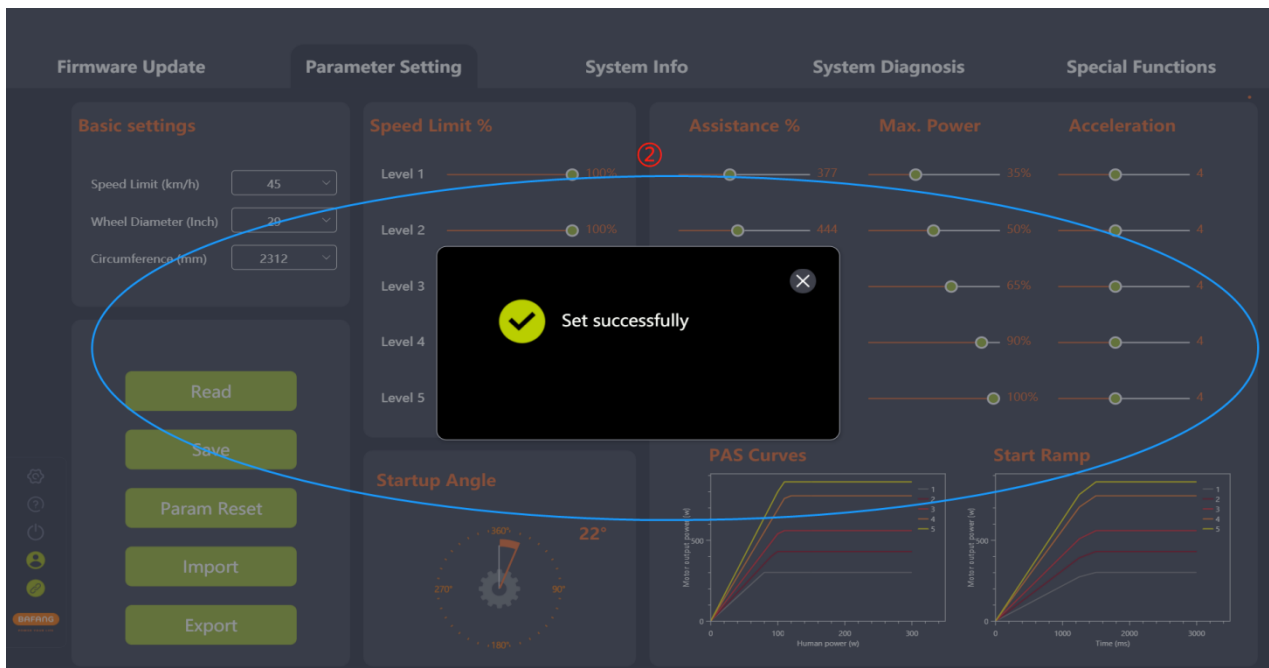 Firmware Update
Parameter Setting
System Info
System Diagnosis
Special Functions
Basic settings
Speed Limit (km/h) 45
Wheel Diameter (Inch) 29
Circumference (mm) 2312
Read
Save
Param Reset
Import
Export
BAFANG
Speed Limit %
②
Level 1 100%
Level 2 100%
Level 3
Level 4
Level 5
Assistance % Max. Power Acceleration
377 35% 4
444 50% 4
65% 4
90% 4
100% 4
Set successfully
Startup Angle
22°
360°
270° 90°
180°
PAS Curves
Motor output power (w)
500
0
0 100 200 300
Human power (w)
1
2
3
4
5
Start Ramp
Motor output power (w)
500
0
0 1000 2000 3000
Time (ms)
1
2
3
4
5